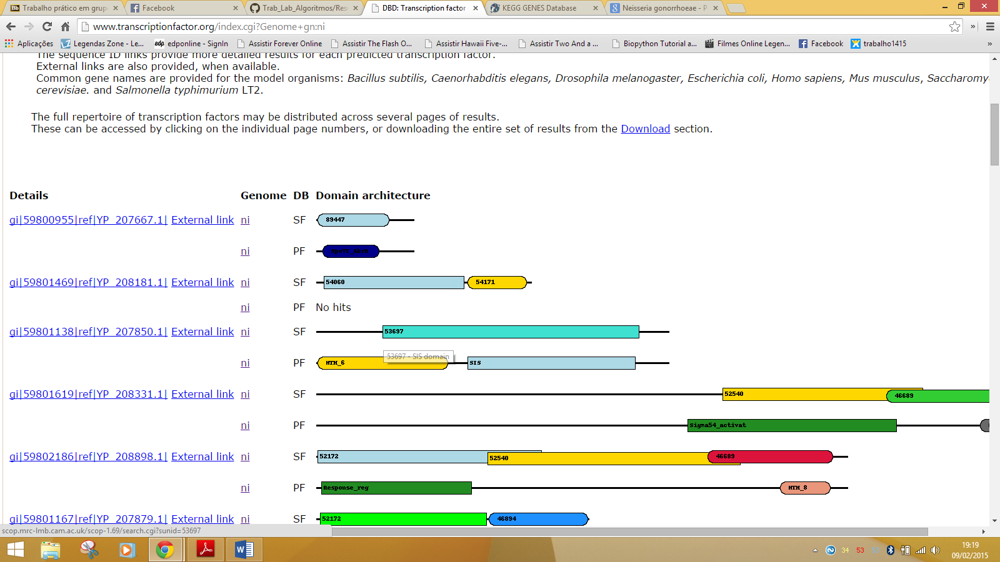 Trabalho prático em grup
Facebook
Trab_Lab_Algoritmos/Res
DBD: Transcription factor
KEGG GENES Database
Neisseria gonorrhoeae - P
www.transcriptionfactor.org/index.cgi?Genome+gn:ni
Aplicações
Legendas Zone - Le...
edp edponline - SignIn
Assistir Forever Online
Assistir The Flash O...
Assistir Hawaii Five-...
Assistir Two And a ...
Biopython Tutorial a...
Filmes Online Legen...
Facebook
trabalho1415
The sequence ID links provide more detailed results for each predicted transcription factor.
External links are also provided, when available.
Common gene names are provided for the model organisms: Bacillus subtilis, Caenorhabditis elegans, Drosophila melanogaster, Escherichia coli, Homo sapiens, Mus musculus, Saccharomyc
cerevisiae. and Salmonella typhimurium LT2.
The full repertoire of transcription factors may be distributed across several pages of results.
These can be accessed by clicking on the individual page numbers, or downloading the entire set of results from the Download section.
Details Genome DB Domain architecture
gi|59800955|ref|YP_207667.1| External link ni SF 89447
ni PF SpoVT_AbrB
gi|59801469|ref|YP_208181.1| External link ni SF 54060 54171
ni PF No hits
gi|59801138|ref|YP_207850.1| External link ni SF 53697
53697 - SIS domain
ni PF HTH_6 SIS
gi|59801619|ref|YP_208331.1| External link ni SF 52540 46689
ni PF Sigma54_activat
gi|59802186|ref|YP_208898.1| External link ni SF 52172 52540 46689
ni PF Response_reg HTH_8
gi|59801167|ref|YP_207879.1| External link ni SF 52172 46894
scop.mrc-lmb.cam.ac.uk/scop-1.69/search.cgi?sunid=53697
34 53
19:19
09/02/2015